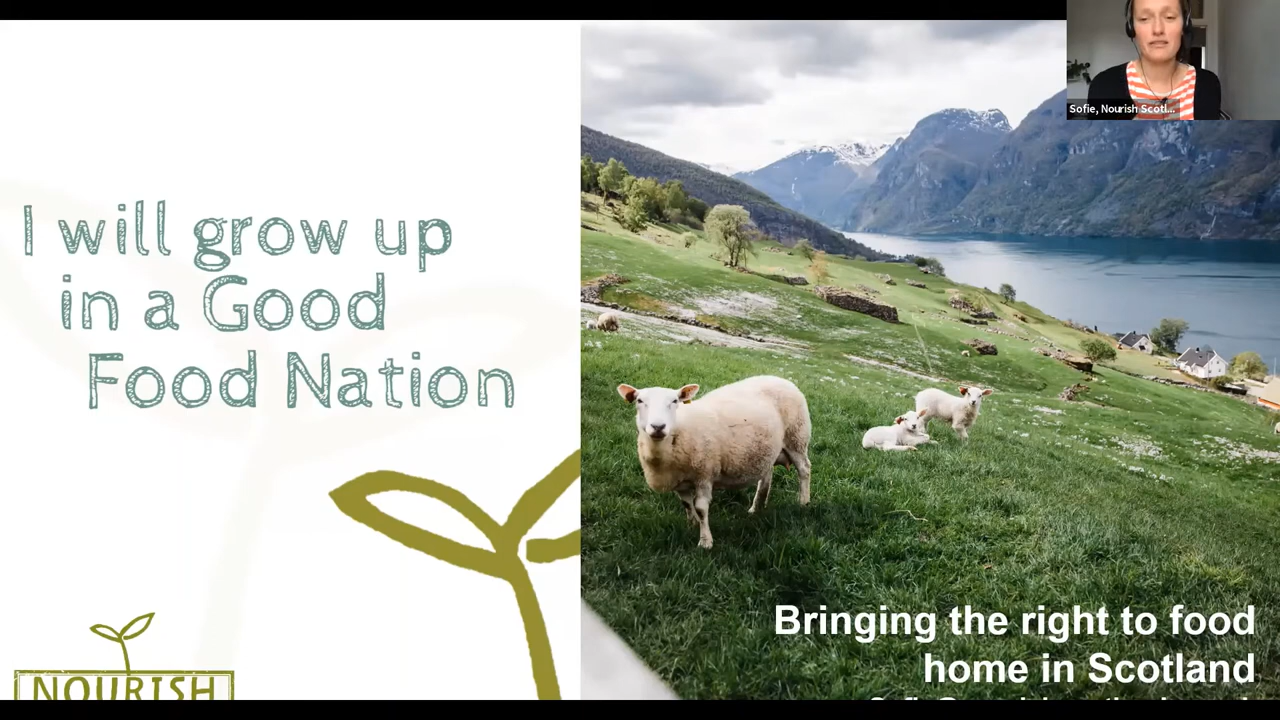 I will grow up
in a Good
Food Nation
NOURISH
Sofie, Nourish Scotl...
Bringing the right to food
home in Scotland